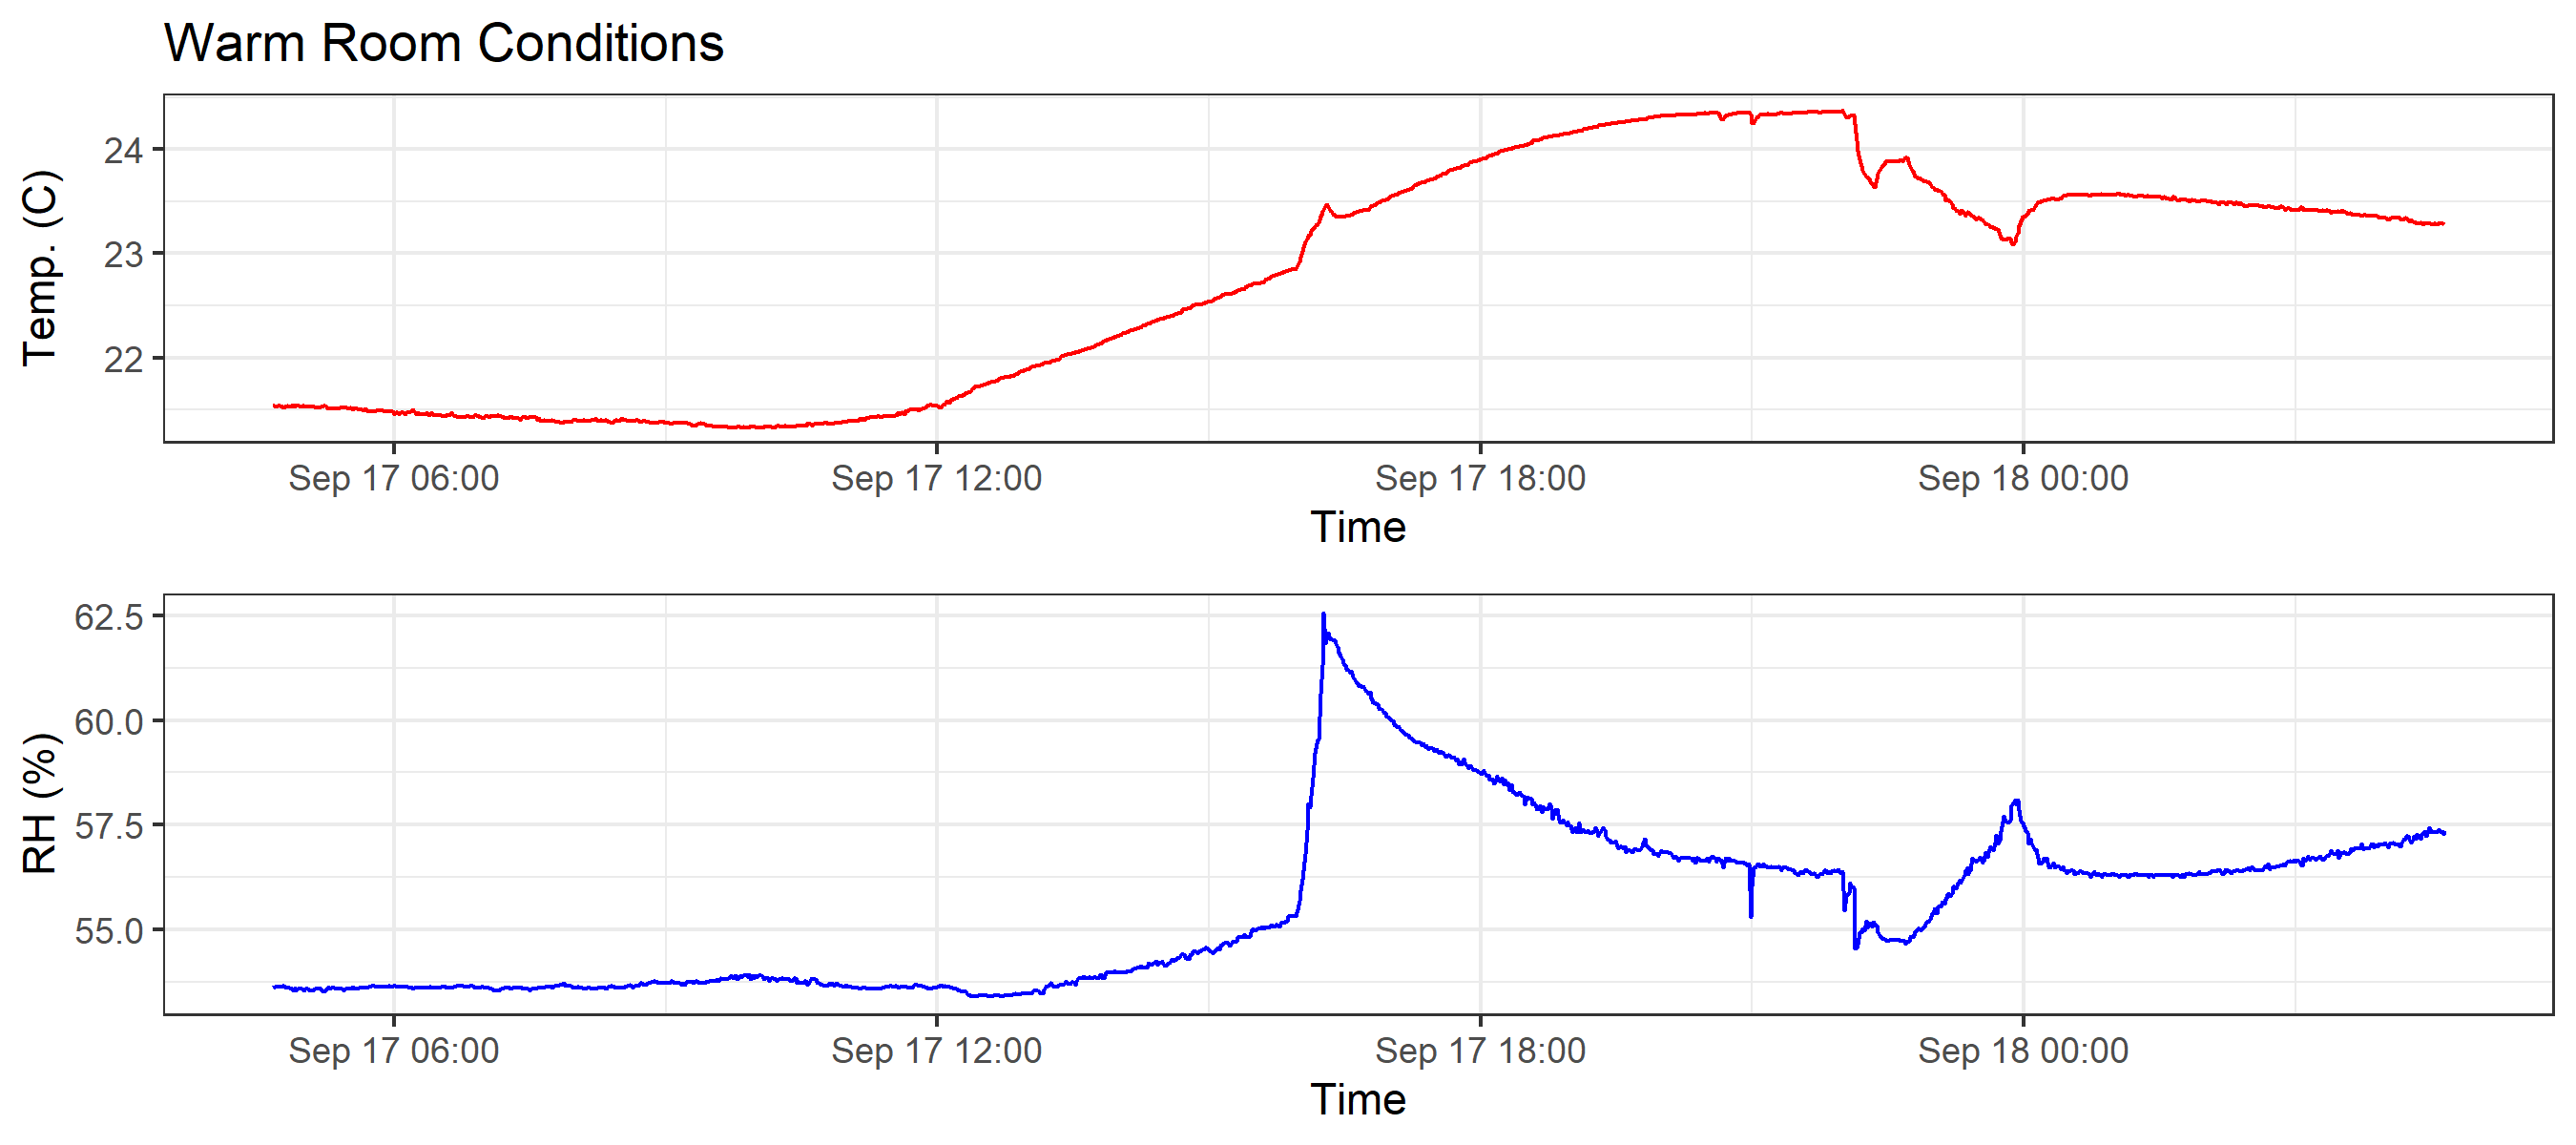 Warm Room Conditions
Temp. (C)
24
23
22
Sep 17 06:00 Sep 17 12:00 Sep 17 18:00 Sep 18 00:00
Time
RH (%)
62.5
60.0
57.5
55.0
Sep 17 06:00 Sep 17 12:00 Sep 17 18:00 Sep 18 00:00
Time